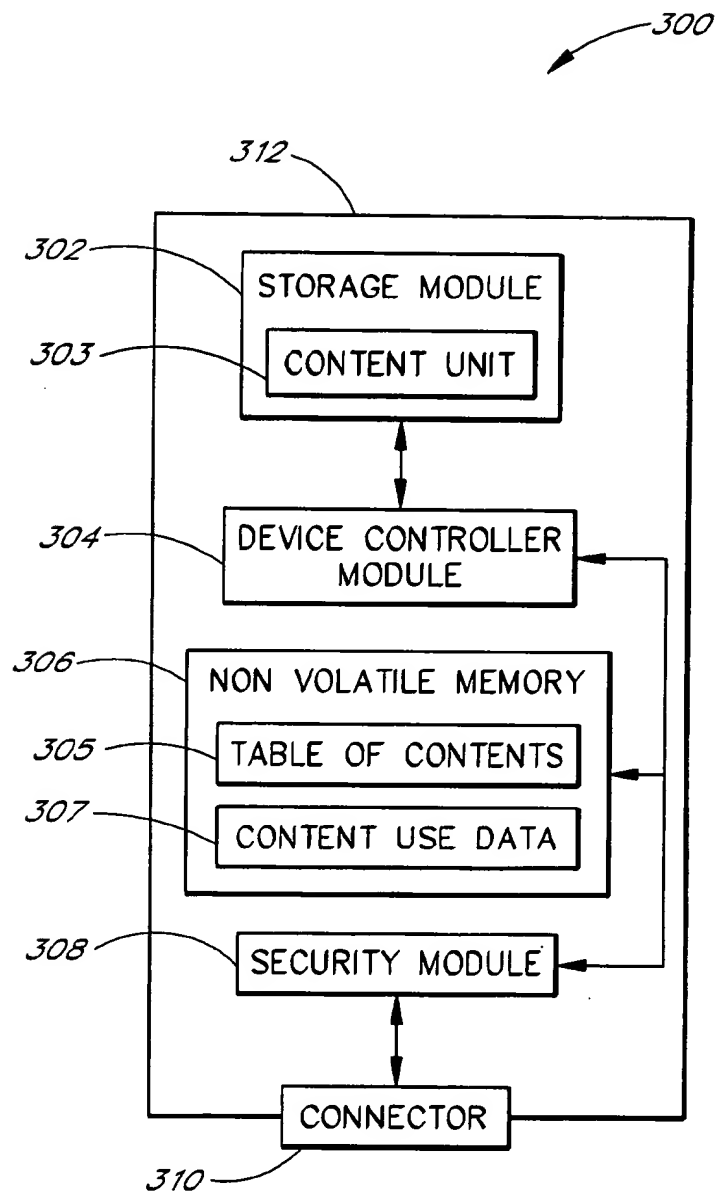 300
312
302
STORAGE MODULE
303
CONTENT UNIT
304
DEVICE CONTROLLER
MODULE
306
NON VOLATILE MEMORY
305
TABLE OF CONTENTS
307
CONTENT USE DATA
308
SECURITY MODULE
CONNECTOR
310